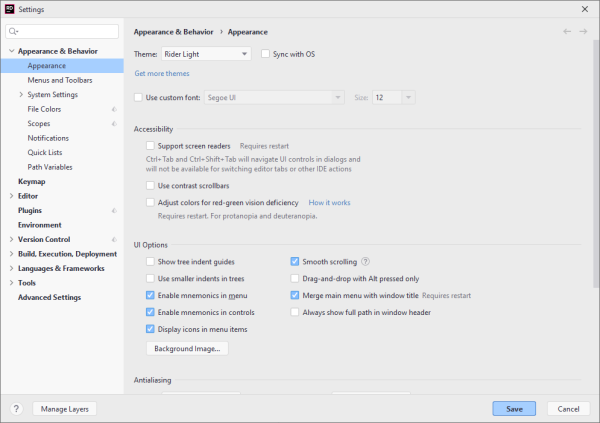 RD Settings
Appearance & Behavior
Appearance
Menus and Toolbars
System Settings
File Colors
Scopes
Notifications
Quick Lists
Path Variables
Keymap
Editor
Plugins
Environment
Version Control
Build, Execution, Deployment
Languages & Frameworks
Tools
Advanced Settings
Appearance & Behavior › Appearance
Theme: Rider Light Sync with OS
Get more themes
Use custom font: Segoe UI Size: 12
Accessibility
Support screen readers Requires restart
Ctrl+Tab and Ctrl+Shift+Tab will navigate UI controls in dialogs and
will not be available for switching editor tabs or other IDE actions
Use contrast scrollbars
Adjust colors for red-green vision deficiency How it works
Requires restart. For protanopia and deuteranopia.
UI Options
Show tree indent guides Smooth scrolling ?
Use smaller indents in trees Drag-and-drop with Alt pressed only
Enable mnemonics in menu Merge main menu with window title Requires restart
Enable mnemonics in controls Always show full path in window header
Display icons in menu items
Background Image...
Antialiasing
? Manage Layers Save Cancel